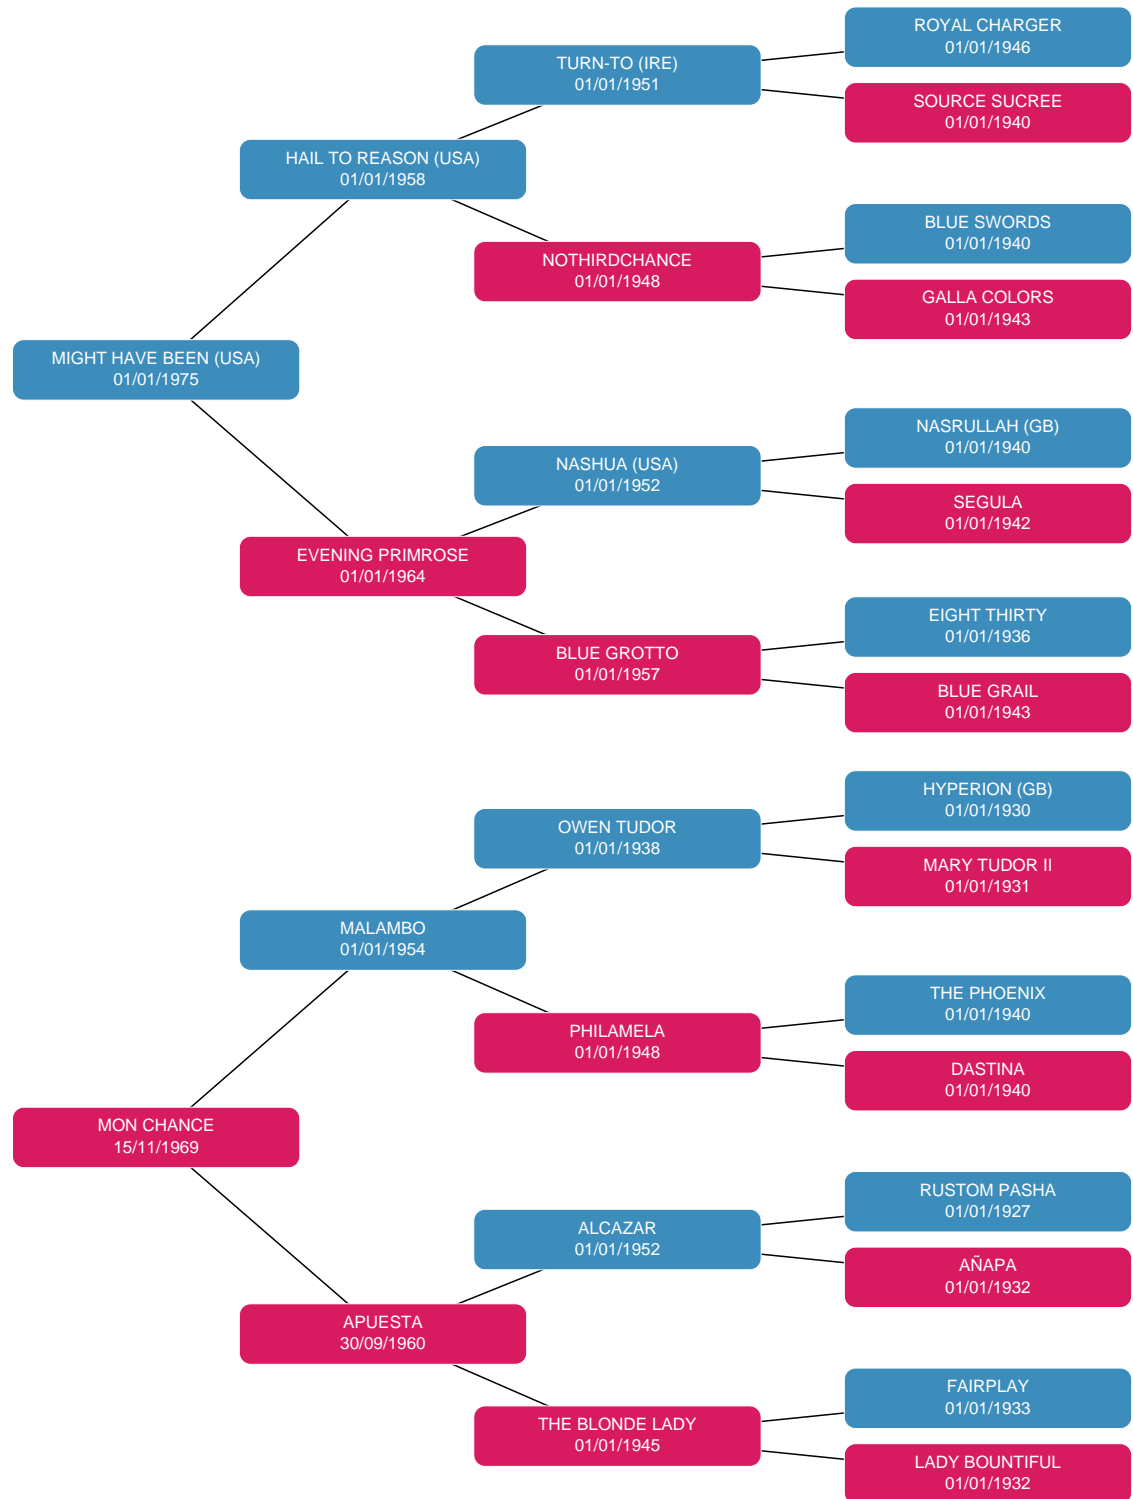 ROYAL CHARGER
01/01/1946
TURN-TO (IRE)
01/01/1951
SOURCE SUCREE
01/01/1940
HAIL TO REASON (USA)
01/01/1958
BLUE SWORDS
01/01/1940
NOTHIRDCHANCE
01/01/1948
GALLA COLORS
01/01/1943
MIGHT HAVE BEEN (USA)
01/01/1975
NASRULLAH (GB)
01/01/1940
NASHUA (USA)
01/01/1952
SEGULA
01/01/1942
EVENING PRIMROSE
01/01/1964
EIGHT THIRTY
01/01/1936
BLUE GROTTO
01/01/1957
BLUE GRAIL
01/01/1943
HYPERION (GB)
01/01/1930
OWEN TUDOR
01/01/1938
MARY TUDOR II
01/01/1931
MALAMBO
01/01/1954
THE PHOENIX
01/01/1940
PHILAMELA
01/01/1948
DASTINA
01/01/1940
MON CHANCE
15/11/1969
RUSTOM PASHA
01/01/1927
ALCAZAR
01/01/1952
AÑAPA
01/01/1932
APUESTA
30/09/1960
FAIRPLAY
01/01/1933
THE BLONDE LADY
01/01/1945
LADY BOUNTIFUL
01/01/1932